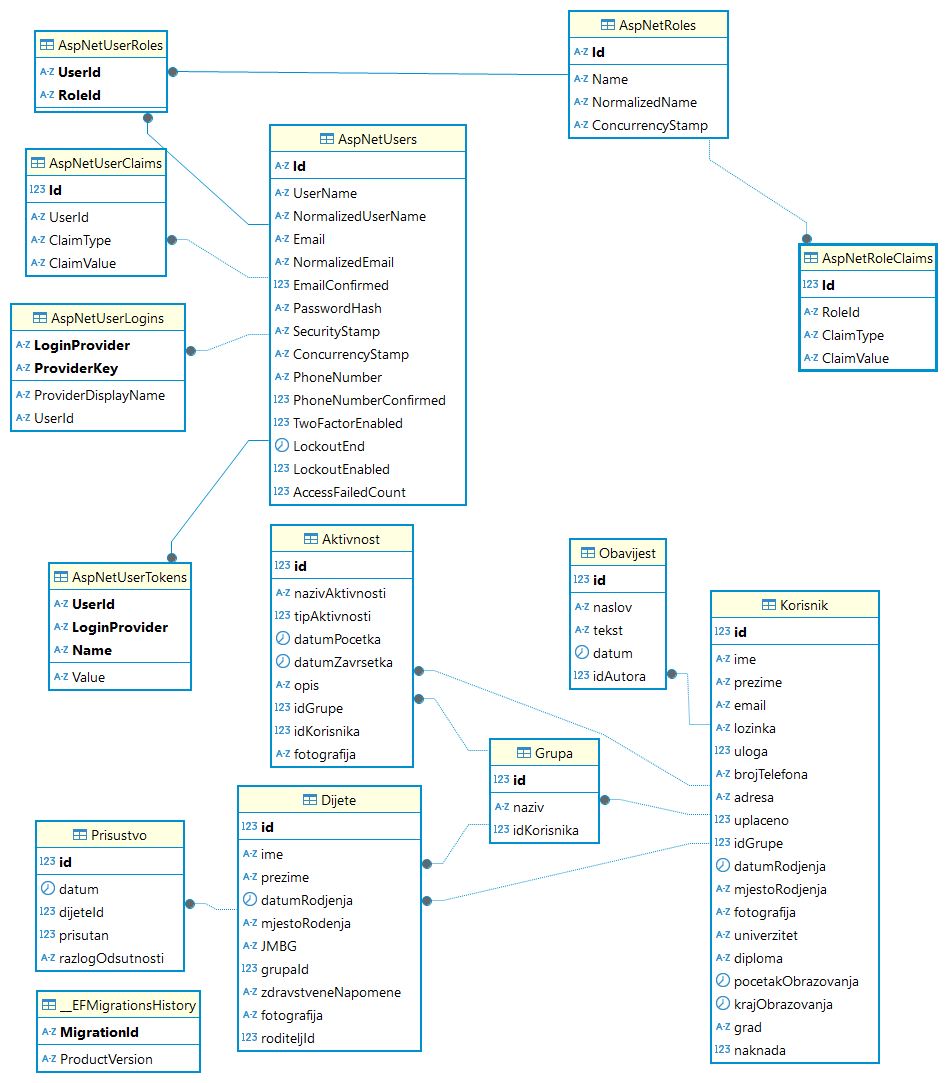 AspNetUserRoles
A-Z UserId
A-Z RoleId
AspNetRoles
A-Z Id
A-Z Name
A-Z NormalizedName
A-Z ConcurrencyStamp
AspNetUsers
A-Z Id
A-Z UserName
A-Z NormalizedUserName
A-Z Email
A-Z NormalizedEmail
123 EmailConfirmed
A-Z PasswordHash
A-Z SecurityStamp
A-Z ConcurrencyStamp
A-Z PhoneNumber
123 PhoneNumberConfirmed
123 TwoFactorEnabled
LockoutEnd
123 LockoutEnabled
123 AccessFailedCount
AspNetUserClaims
123 Id
A-Z UserId
A-Z ClaimType
A-Z ClaimValue
AspNetRoleClaims
123 Id
A-Z RoleId
A-Z ClaimType
A-Z ClaimValue
AspNetUserLogins
A-Z LoginProvider
A-Z ProviderKey
A-Z ProviderDisplayName
A-Z UserId
AspNetUserTokens
A-Z UserId
A-Z LoginProvider
A-Z Name
A-Z Value
Aktivnost
123 id
A-Z nazivAktivnosti
123 tipAktivnosti
datumPocetka
datumZavrsetka
A-Z opis
123 idGrupe
123 idKorisnika
A-Z fotografija
Obavijest
123 id
A-Z naslov
A-Z tekst
datum
123 idAutora
Korisnik
123 id
A-Z ime
A-Z prezime
A-Z email
A-Z lozinka
123 uloga
A-Z brojTelefona
A-Z adresa
123 uplaceno
123 idGrupe
datumRodjenja
A-Z mjestoRodjenja
A-Z fotografija
A-Z univerzitet
A-Z diploma
pocetakObrazovanja
krajObrazovanja
A-Z grad
123 naknada
Grupa
123 id
A-Z naziv
123 idKorisnika
Dijete
123 id
A-Z ime
A-Z prezime
datumRodjenja
A-Z mjestoRodenja
A-Z JMBG
123 grupaId
A-Z zdravstveneNapomene
A-Z fotografija
123 roditeljId
Prisustvo
123 id
datum
123 dijeteId
123 prisutan
A-Z razlogOdsutnosti
__EFMigrationsHistory
A-Z MigrationId
A-Z ProductVersion